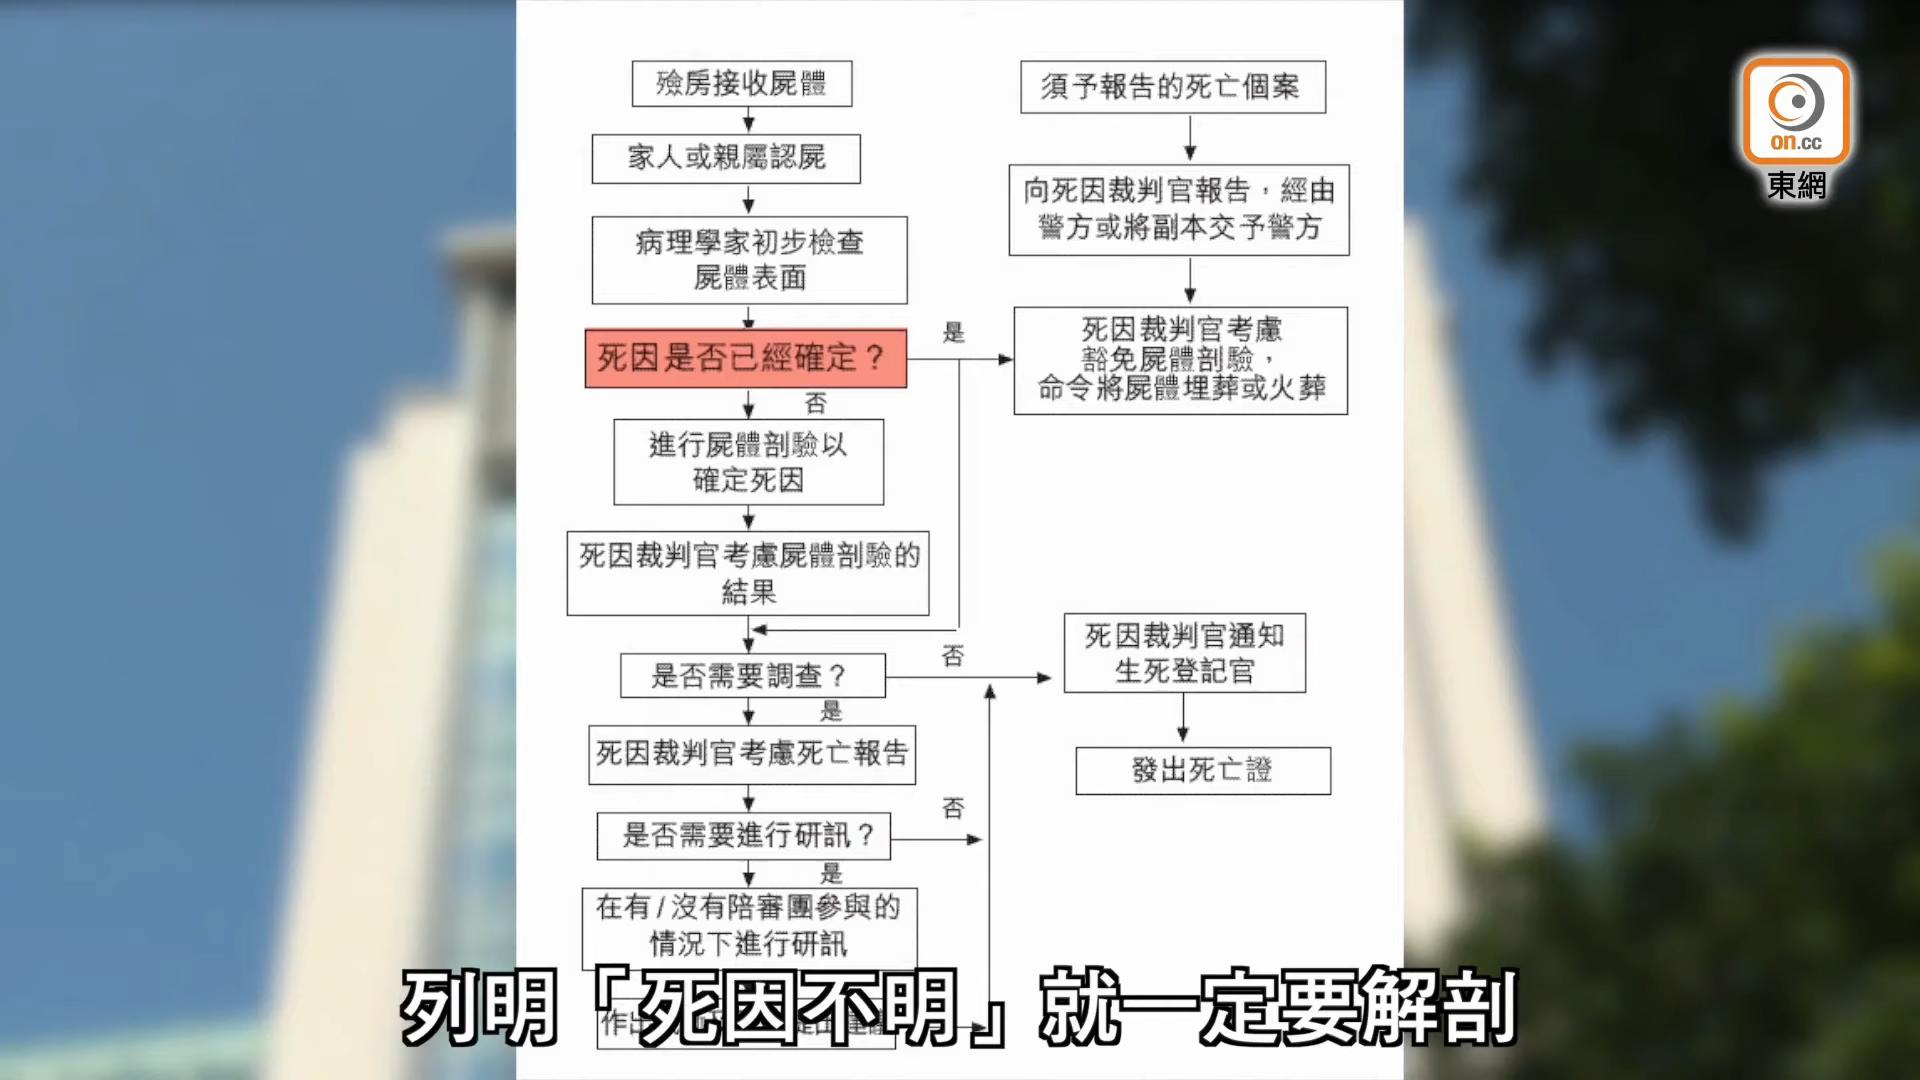 殮房接收屍體
家人或親屬認屍
病理學家初步檢查
屍體表面
死因是否已經確定？
是
否
進行屍體剖驗以
確定死因
死因裁判官考慮屍體剖驗的
結果
是否需要調查？
否
是
死因裁判官考慮死亡報告
是否需要進行研訊？
否
是
在有/沒有陪審團參與的
情況下進行研訊
須予報告的死亡個案
向死因裁判官報告，經由
警方或將副本交予警方
死因裁判官考慮
豁免屍體剖驗，
命令將屍體埋葬或火葬
死因裁判官通知
生死登記官
發出死亡證
on.cc
東網
列明「死因不明」就一定要解剖